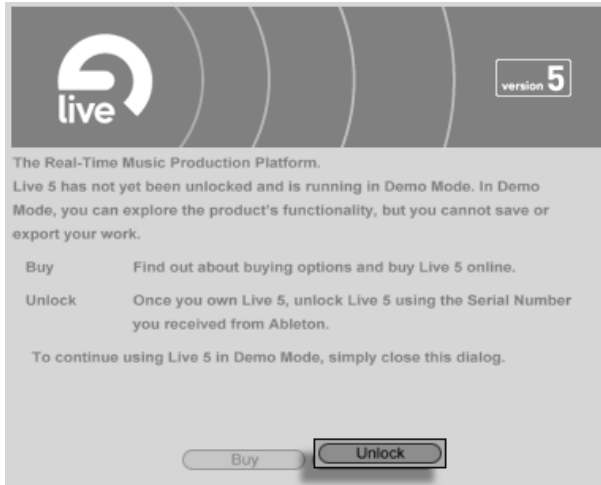 live
version 5
The Real-Time Music Production Platform.
Live 5 has not yet been unlocked and is running in Demo Mode. In Demo
Mode, you can explore the product's functionality, but you cannot save or
export your work.
Buy Find out about buying options and buy Live 5 online.
Unlock Once you own Live 5, unlock Live 5 using the Serial Number
you received from Ableton.
To continue using Live 5 in Demo Mode, simply close this dialog.
Buy Unlock